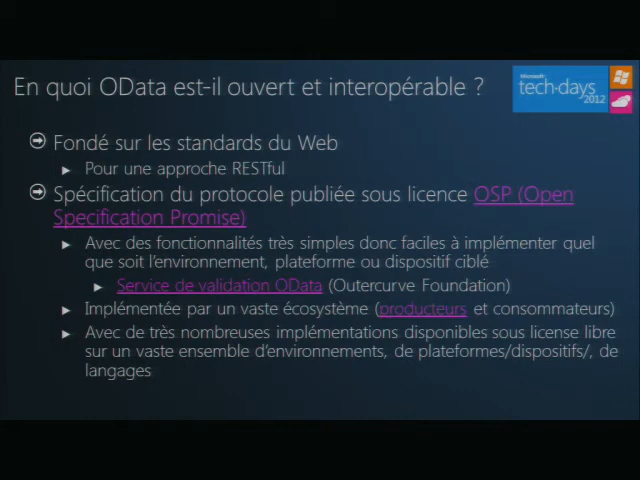 En quoi OData est-il ouvert et interopérable ?
Microsoft
tech·days
2012
Fondé sur les standards du Web
Pour une approche RESTful
Spécification du protocole publiée sous licence OSP (Open
Specification Promise)
Avec des fonctionnalités très simples donc faciles à implémenter quel
que soit l'environnement, plateforme ou dispositif ciblé
Service de validation OData (Outercurve Foundation)
Implémentée par un vaste écosystème (producteurs et consommateurs)
Avec de très nombreuses implémentations disponibles sous license libre
sur un vaste ensemble d'environnements, de plateformes/dispositifs/, de
langages